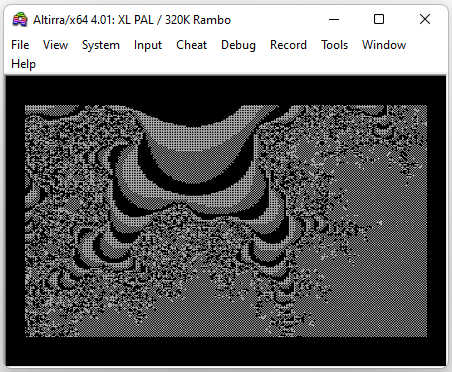 Altirra/x64 4.01: XL PAL / 320K Rambo
File View System Input Cheat Debug Record Tools Window
Help